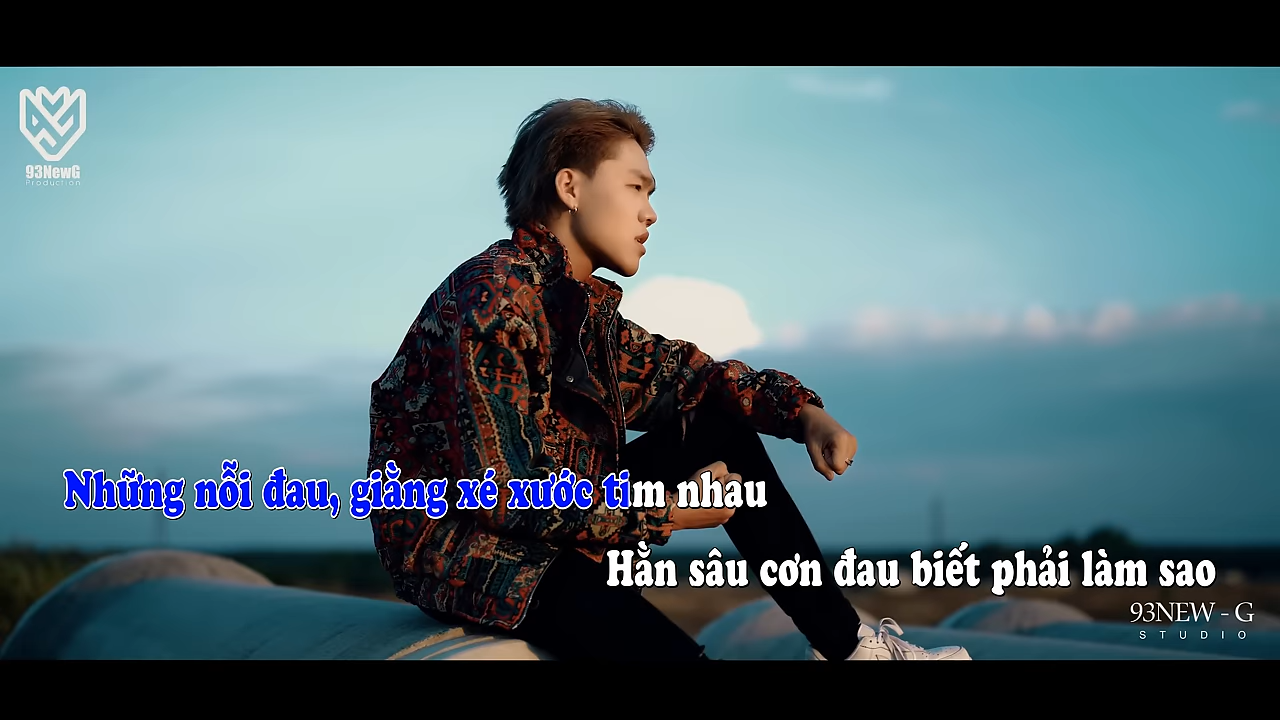 93NewG
Production
Những nỗi đau, giằng xé xước tim nhau
Hằn sâu cơn đau biết phải làm sao
93NEW - G
STUDIO